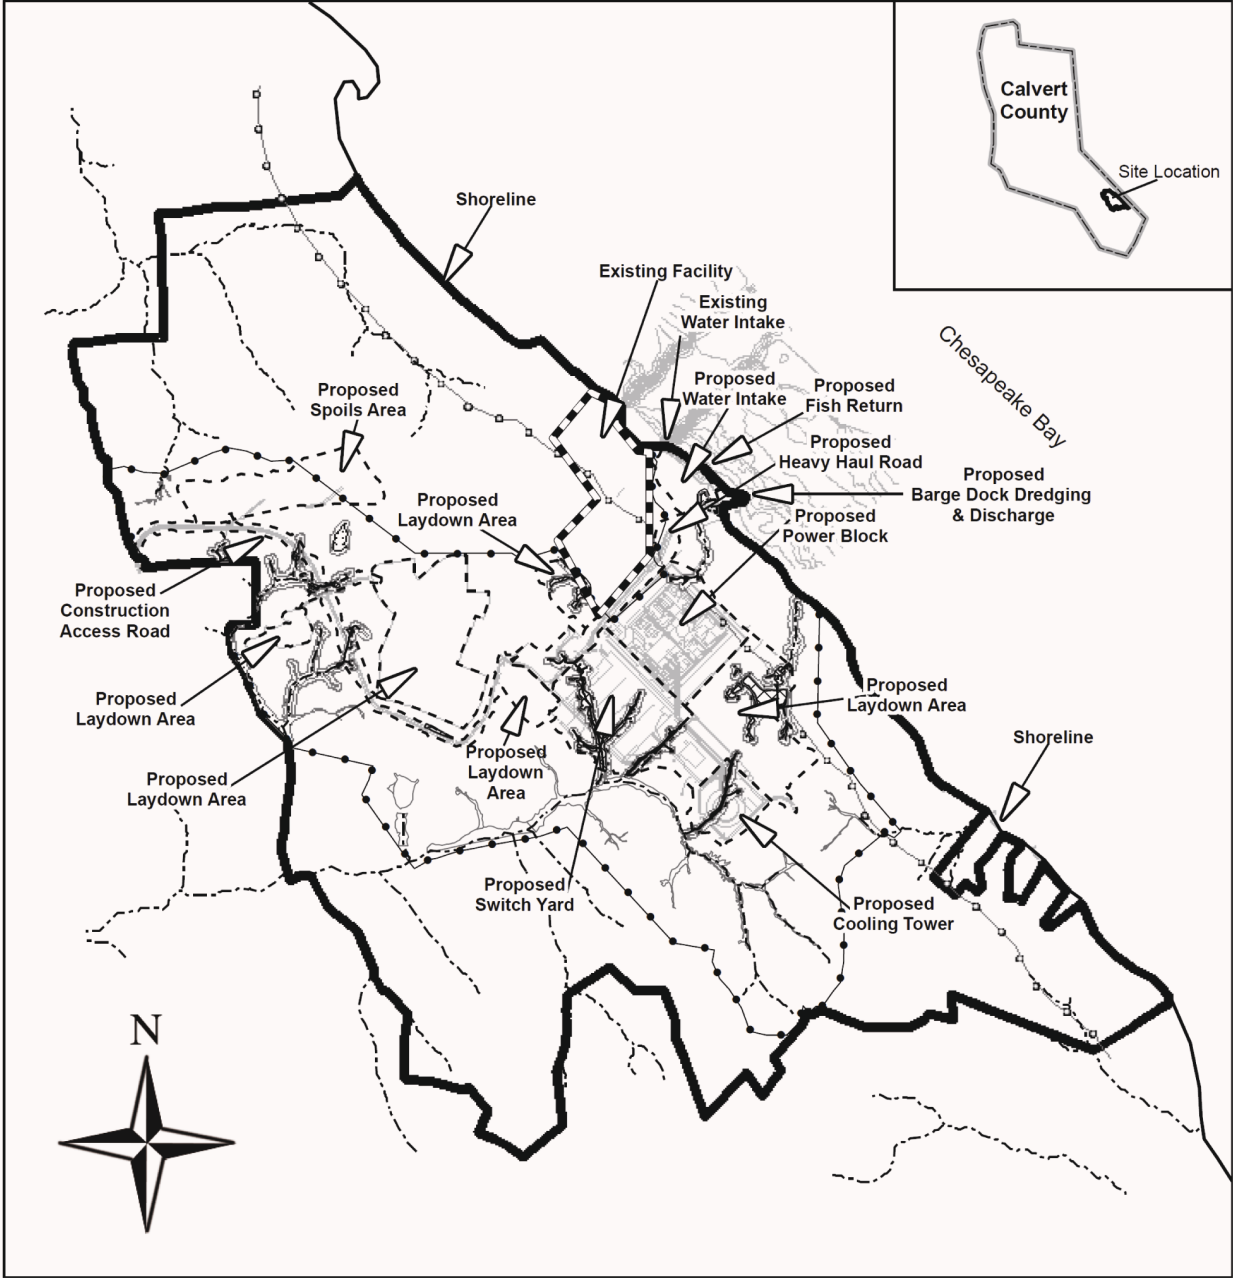 Calvert
County
Site Location
Shoreline
Existing Facility
Existing
Water Intake
Chesapeake Bay
Proposed
Water Intake
Proposed
Fish Return
Proposed
Spoils Area
Proposed
Heavy Haul Road
Proposed
Barge Dock Dredging
& Discharge
Proposed
Laydown Area
Proposed
Power Block
Proposed
Construction
Access Road
Proposed
Laydown Area
Proposed
Laydown Area
Proposed
Laydown Area
Proposed
Laydown
Area
Shoreline
Proposed
Switch Yard
Proposed
Cooling Tower
N